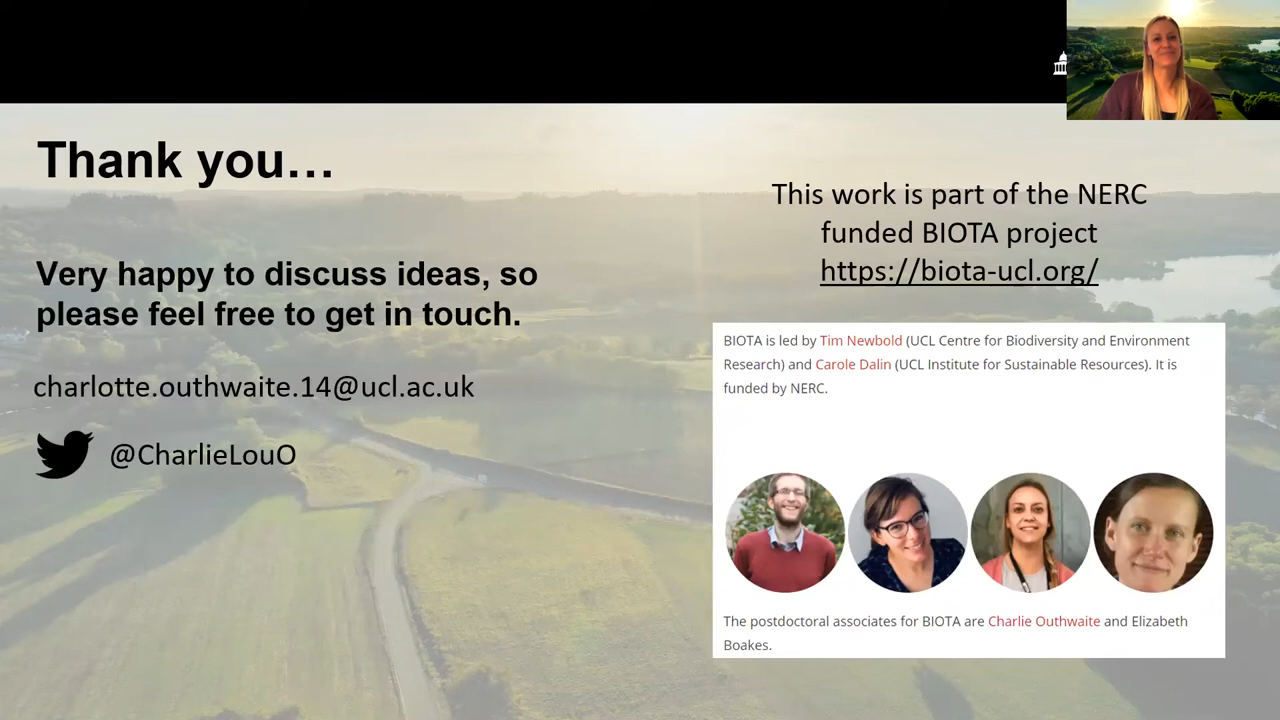 Thank you…
Very happy to discuss ideas, so
please feel free to get in touch.
charlotte.outhwaite.14@ucl.ac.uk
@CharlieLouO
This work is part of the NERC
funded BIOTA project
https://biota-ucl.org/
BIOTA is led by Tim Newbold (UCL Centre for Biodiversity and Environment
Research) and Carole Dalin (UCL Institute for Sustainable Resources). It is
funded by NERC.
The postdoctoral associates for BIOTA are Charlie Outhwaite and Elizabeth
Boakes.